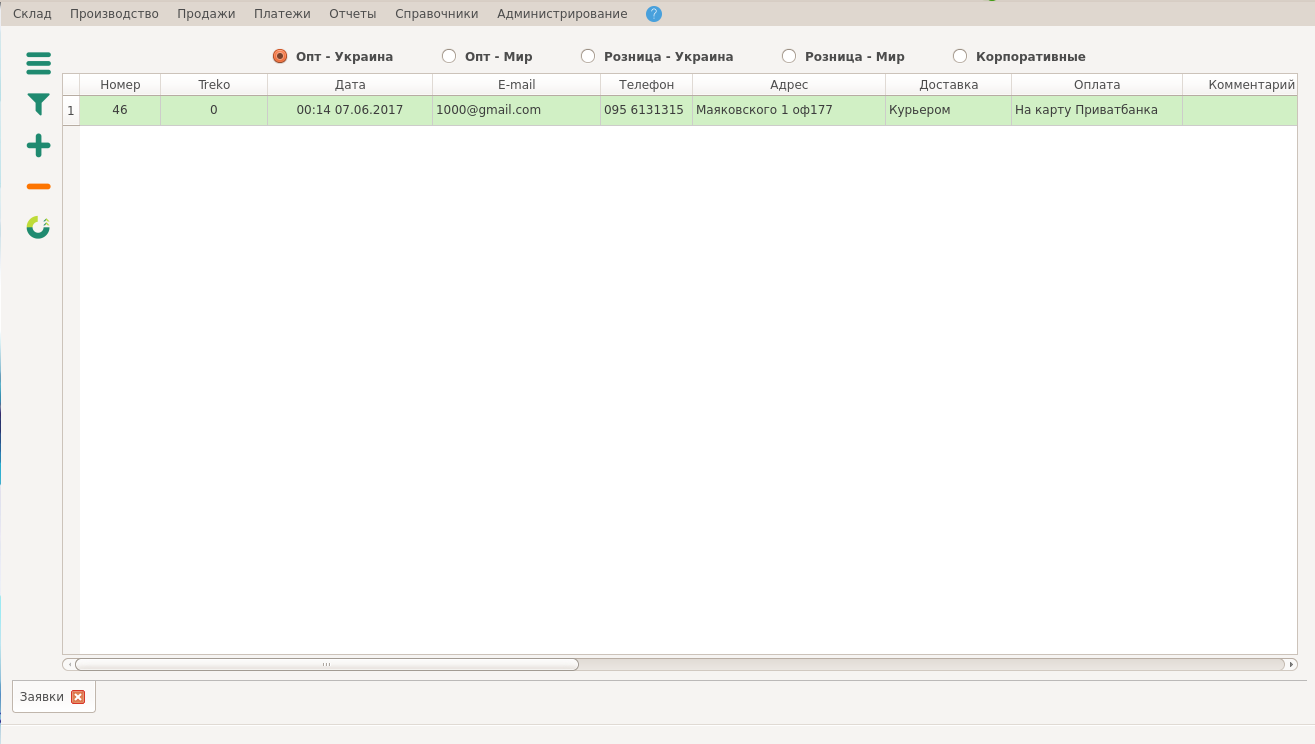 Склад Производство Продажи Платежи Отчеты Справочники Администрирование ?
Опт - Украина Опт - Мир Розница - Украина Розница - Мир Корпоративные
Номер Treko Дата E-mail Телефон Адрес Доставка Оплата Комментарий
1 46 0 00:14 07.06.2017 1000@gmail.com 095 6131315 Маяковского 1 оф177 Курьером На карту Приватбанка
Заявки